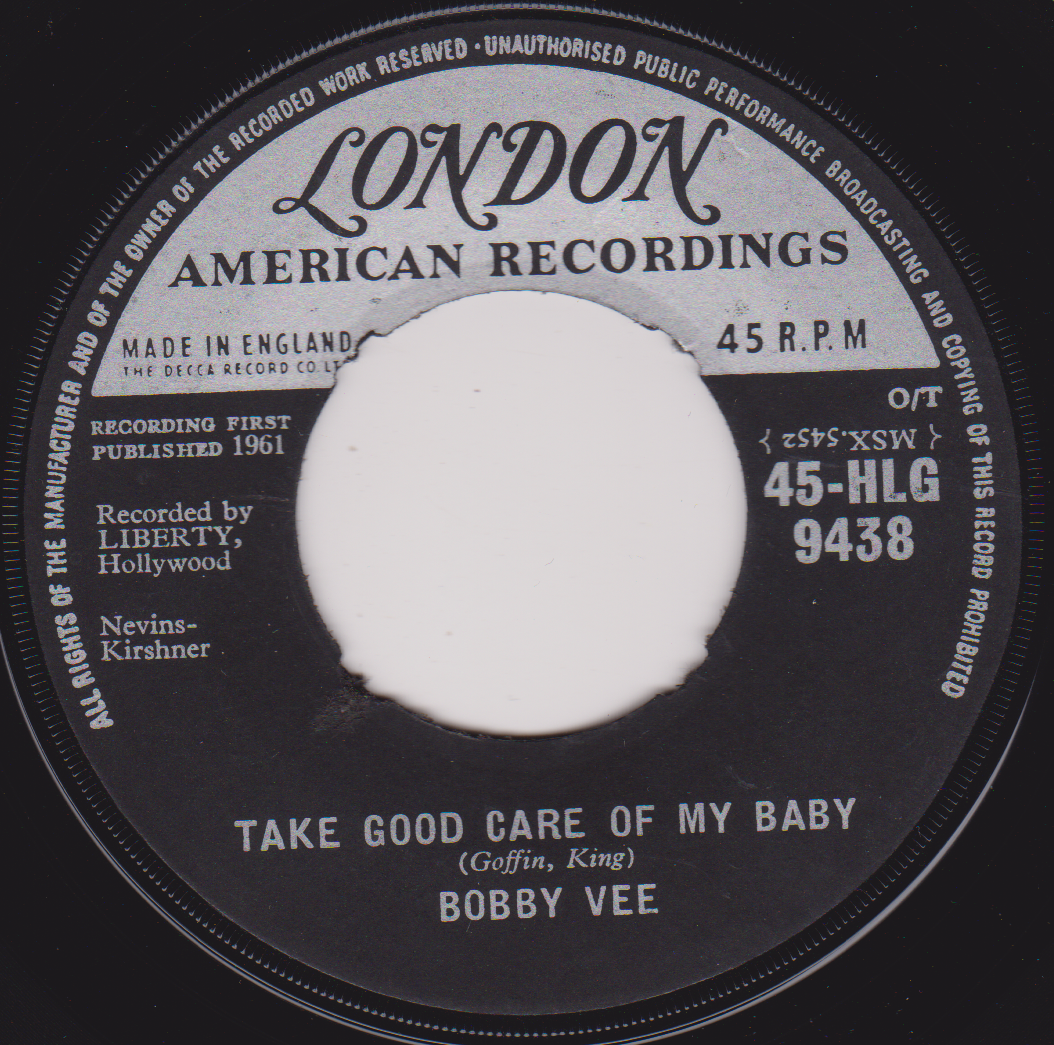 ALL RIGHTS OF THE MANUFACTURER AND OF THE OWNER OF THE RECORDED WORK RESERVED · UNAUTHORISED PUBLIC PERFORMANCE BROADCASTING AND COPYING OF THIS RECORD PROHIBITED
LONDON
AMERICAN RECORDINGS
MADE IN ENGLAND
THE DECCA RECORD CO.
45 R.P.M
O/T
RECORDING FIRST
PUBLISHED 1961
{ MSX.5452 }
45-HLG
9438
Recorded by
LIBERTY,
Hollywood
Nevins-
Kirshner
TAKE GOOD CARE OF MY BABY
(Goffin, King)
BOBBY VEE